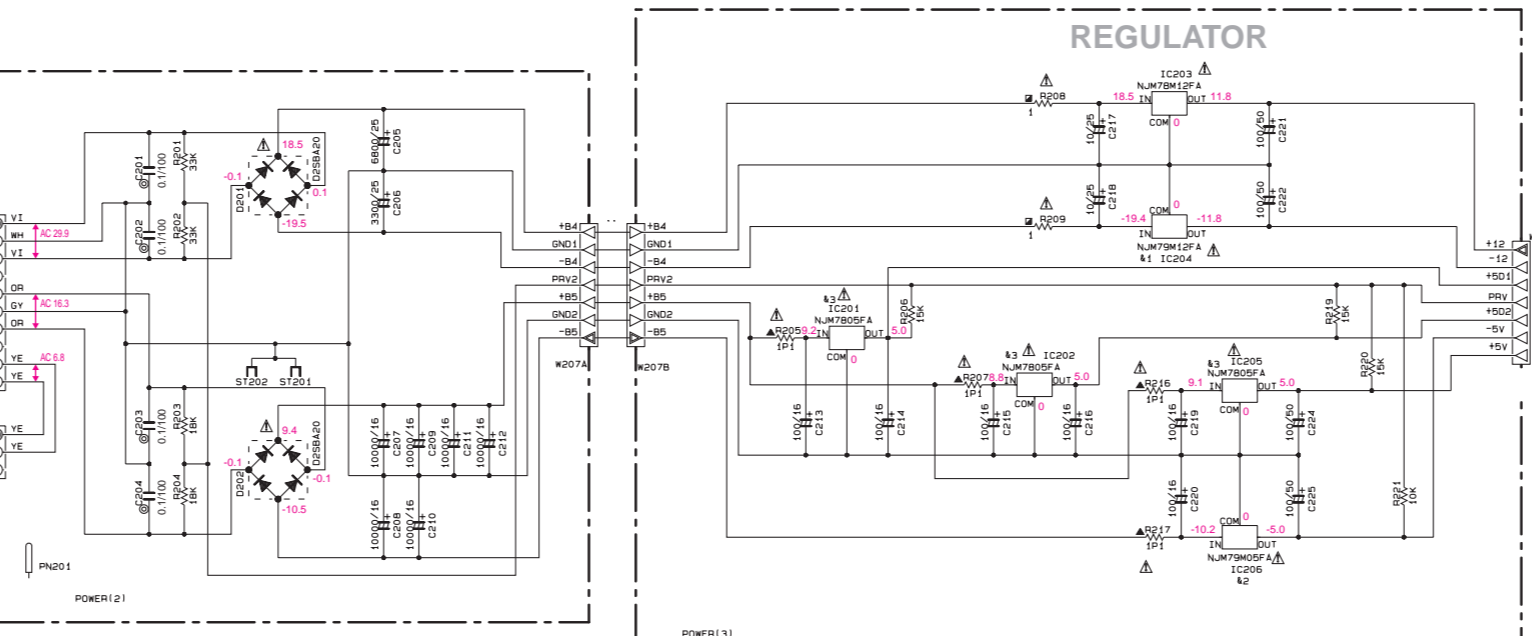 REGULATOR
IC203
NJM78M12FA
R208
1
18.5 IN
OUT 11.8
COM 0
10/25
C217
100/50
C221
10/25
C218
100/50
C222
R209
1
COM 0
-19.4
-11.8
IN
OUT
NJM79M12FA
&1 IC204
C201
0.1/100
R201
33K
C202
0.1/100
R202
33K
18.5
-0.1
0.1
-19.5
D201
D2SBA20
6800/25
C205
3300/25
C206
VI
WH
VI
AC 29.9
OR
GY
OR
AC16.3
YE
YE
AC 6.8
YE
YE
ST202
ST201
C203
0.1/100
R203
18K
C204
0.1/100
R204
18K
9.4
-0.1
-0.1
-10.5
D202
D2SBA20
10000/16
C207
10000/16
C209
10000/16
C211
10000/16
C212
10000/16
C208
10000/16
C210
+B4
GND1
-B4
PRV2
+B5
GND2
-B5
W207A
+B4
GND1
-B4
PRV2
+B5
GND2
-B5
W207B
&3
IC201
NJM7805FA
R205
1P1
9.2 IN
OUT 5.0
COM 0
R206
15K
100/16
C213
100/16
C214
&3 IC202
NJM7805FA
R207
1P1
8.8 IN
OUT 5.0
COM 0
100/16
C215
100/16
C216
&3 IC205
NJM7805FA
R216
1P1
9.1 IN
OUT 5.0
COM 0
100/16
C219
100/50
C224
100/16
C220
100/50
C225
R217
1P1
COM 0
-10.2
-5.0
IN
OUT
NJM79M05FA
IC206
&2
R219
15K
R220
15K
R221
10K
+12
-12
+5D1
PRV
+5D2
-5V
+5V
PN201
POWER(2)
POWER(3)